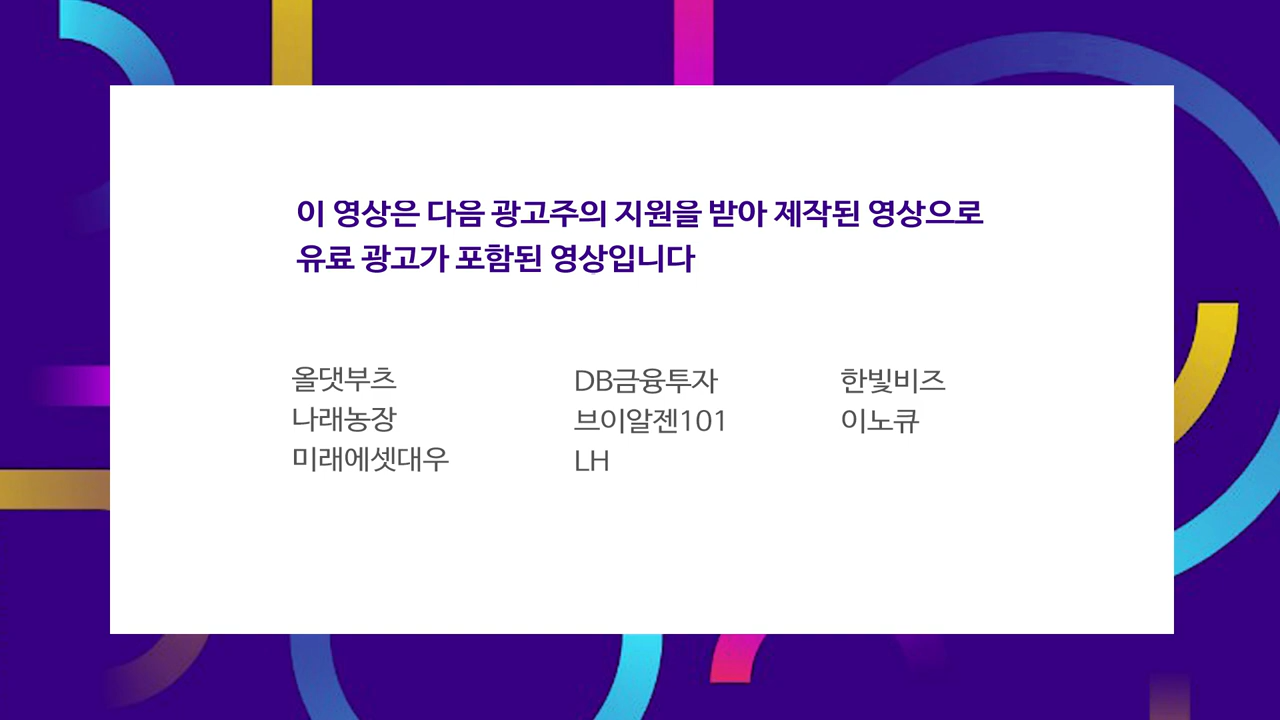 이 영상은 다음 광고주의 지원을 받아 제작된 영상으로
유료 광고가 포함된 영상입니다
올댓부츠
나래농장
미래에셋대우
DB금융투자
브이알젠101
LH
한빛비즈
이노큐